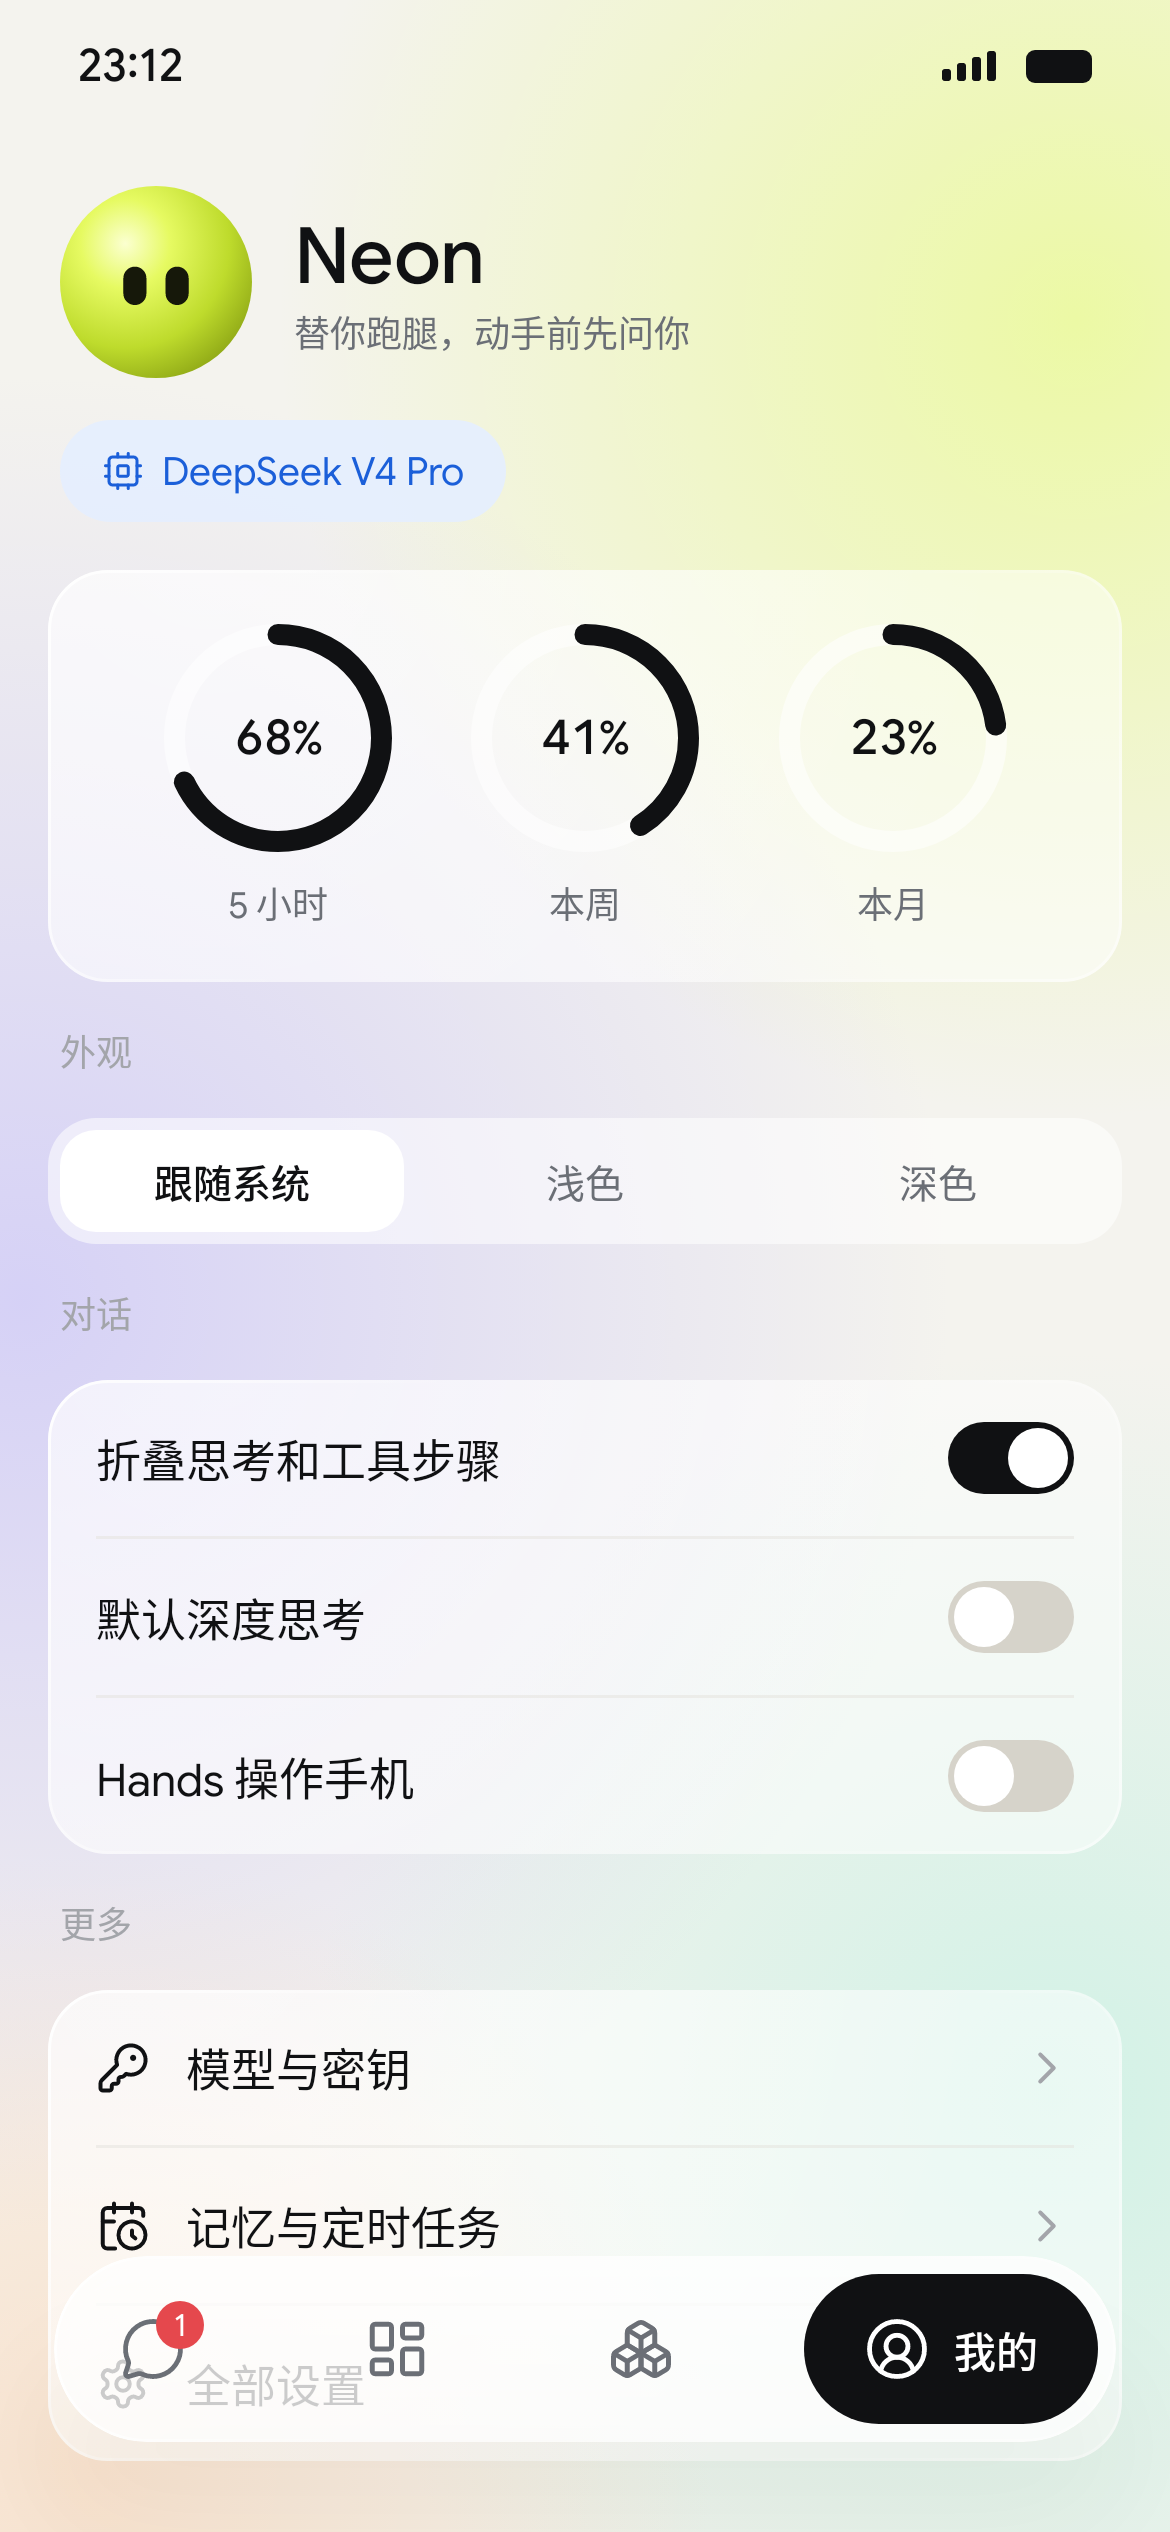 23:12
Neon
替你跑腿，动手前先问你
DeepSeek V4 Pro
68%
41%
23%
5 小时
本周
本月
外观
跟随系统
浅色
深色
对话
折叠思考和工具步骤
默认深度思考
Hands 操作手机
更多
模型与密钥
记忆与定时任务
1
全部设置
我的